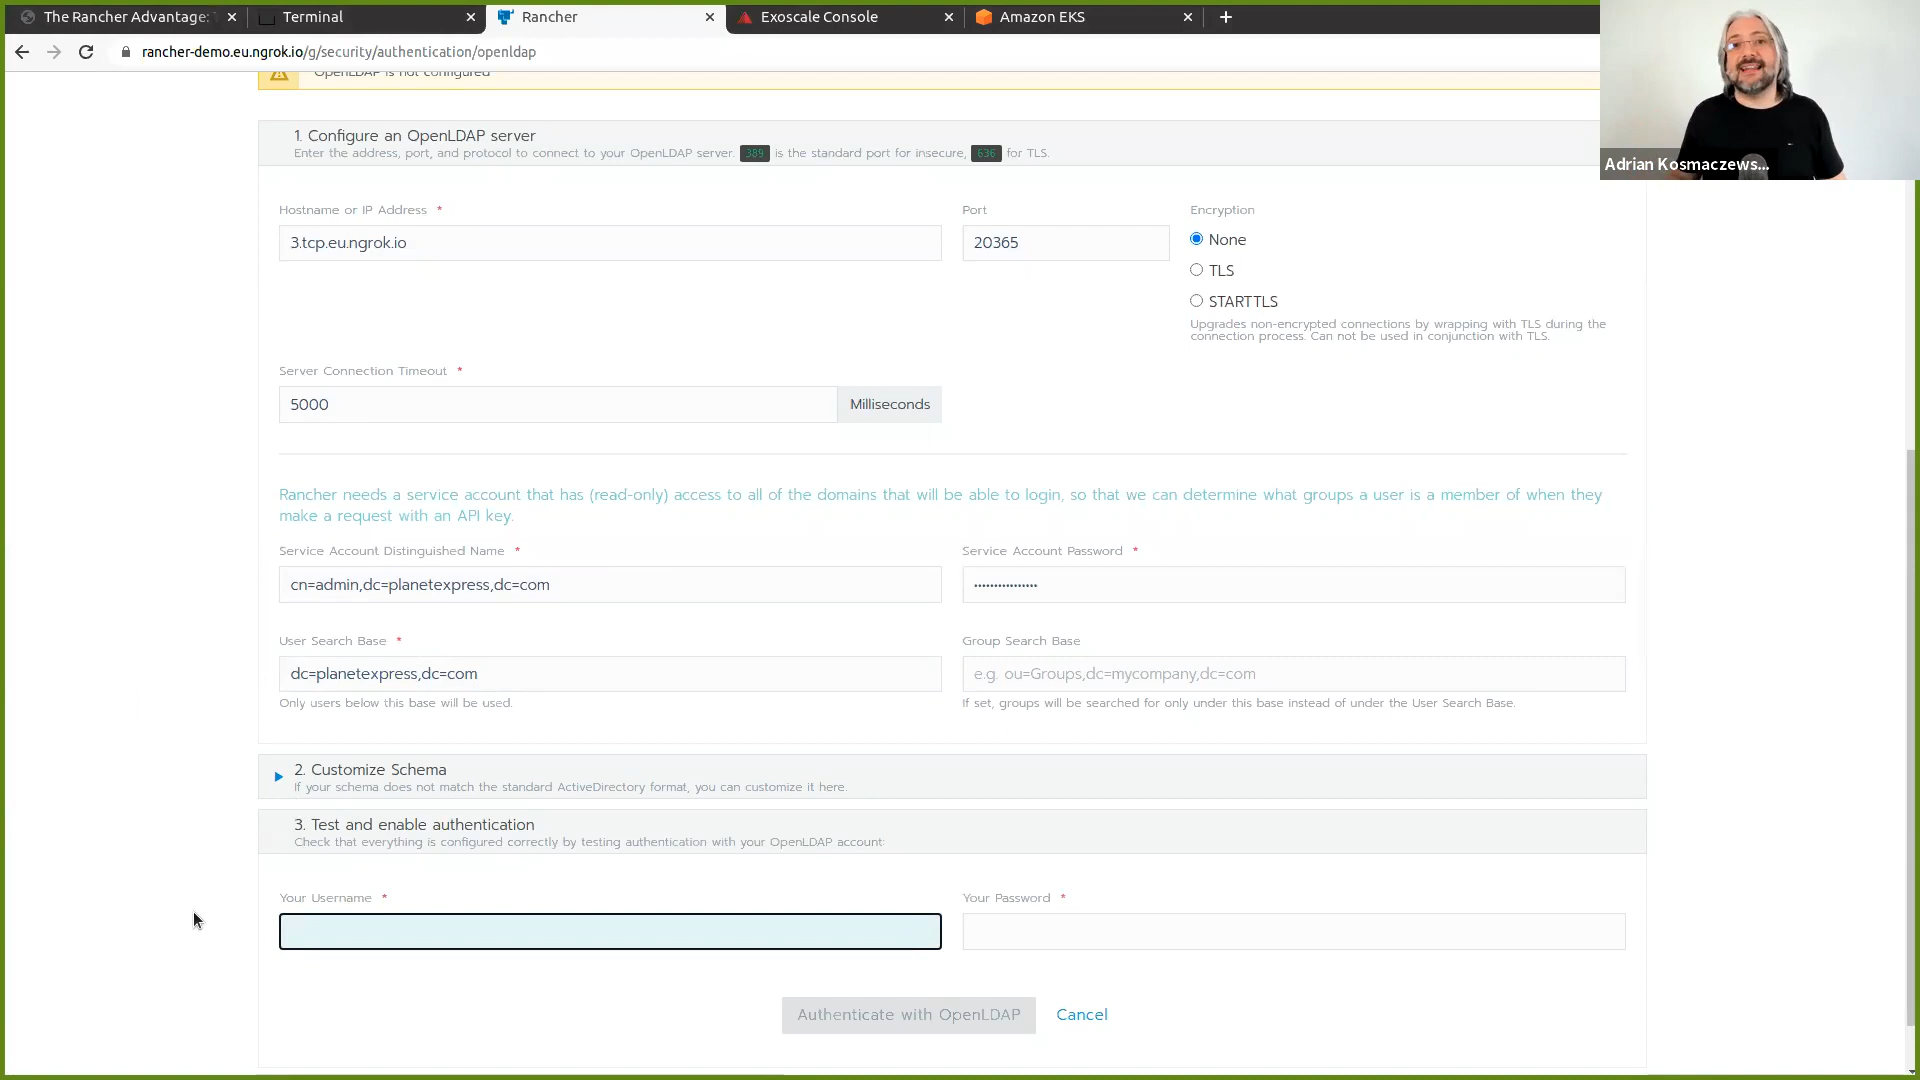 The Rancher Advantage:
Terminal
Rancher
Exoscale Console
Amazon EKS
rancher-demo.eu.ngrok.io/g/security/authentication/openldap
OpenLDAP is not configured
1. Configure an OpenLDAP server
Enter the address, port, and protocol to connect to your OpenLDAP server. 389 is the standard port for insecure, 636 for TLS.
Adrian Kosmaczews...
Hostname or IP Address *
Port
Encryption
3.tcp.eu.ngrok.io
20365
None
TLS
STARTTLS
Upgrades non-encrypted connections by wrapping with TLS during the
connection process. Can not be used in conjunction with TLS.
Server Connection Timeout *
5000
Milliseconds
Rancher needs a service account that has (read-only) access to all of the domains that will be able to login, so that we can determine what groups a user is a member of when they
make a request with an API key.
Service Account Distinguished Name *
Service Account Password *
cn=admin,dc=planetexpress,dc=com
User Search Base *
Group Search Base
dc=planetexpress,dc=com
e.g. ou=Groups,dc=mycompany,dc=com
Only users below this base will be used.
If set, groups will be searched for only under this base instead of under the User Search Base.
2. Customize Schema
If your schema does not match the standard ActiveDirectory format, you can customize it here.
3. Test and enable authentication
Check that everything is configured correctly by testing authentication with your OpenLDAP account:
Your Username *
Your Password *
Authenticate with OpenLDAP
Cancel